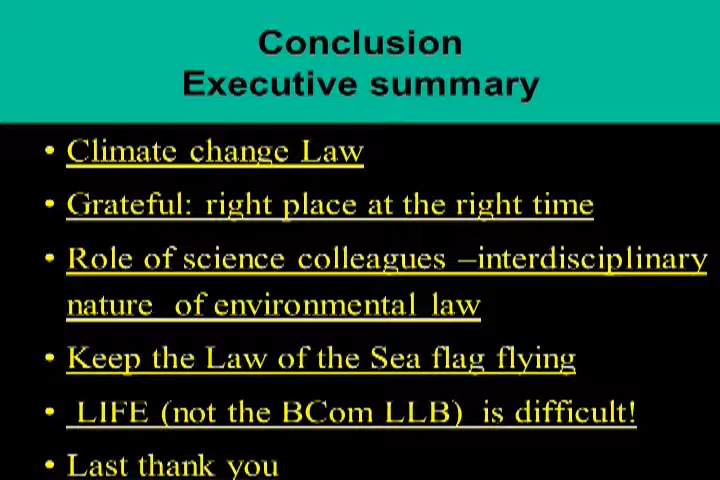 Conclusion
Executive summary
• Climate change Law
• Grateful: right place at the right time
• Role of science colleagues –interdisciplinary
nature of environmental law
• Keep the Law of the Sea flag flying
• LIFE (not the BCom LLB) is difficult!
• Last thank you